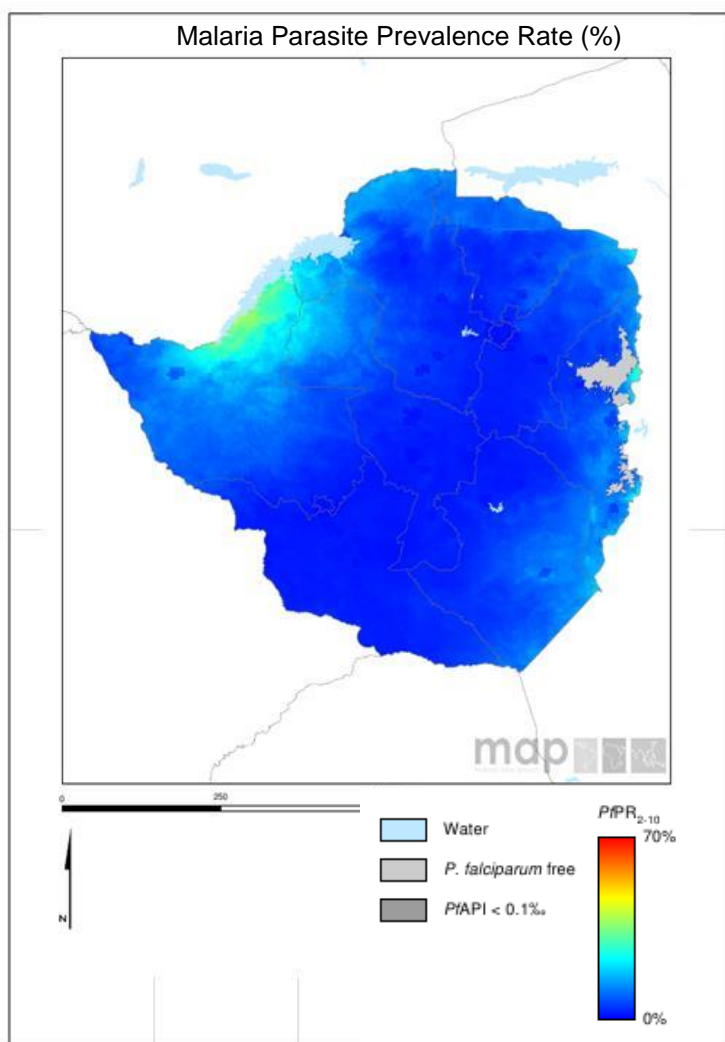 Malaria Parasite Prevalence Rate (%)
map
0
250
N
Water
P. falciparum free
PfAPI < 0.1‰
PfPR2-10
70%
0%